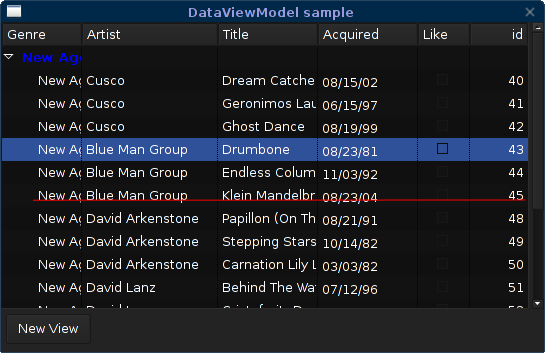 DataViewModel sample
Genre Artist Title Acquired Like id
New Ag
New Ag Cusco Dream Catche 08/15/02 40
New Ag Cusco Geronimos Lau 06/15/97 41
New Ag Cusco Ghost Dance 08/19/99 42
New Ag Blue Man Group Drumbone 08/23/81 43
New Ag Blue Man Group Endless Colum 11/03/92 44
New Ag Blue Man Group Klein Mandelbr 08/23/04 45
New Ag David Arkenstone Papillon (On Th 08/21/91 48
New Ag David Arkenstone Stepping Stars 10/14/82 49
New Ag David Arkenstone Carnation Lily L 03/03/82 50
New Ag David Lanz Behind The Wat 07/12/96 51
New View